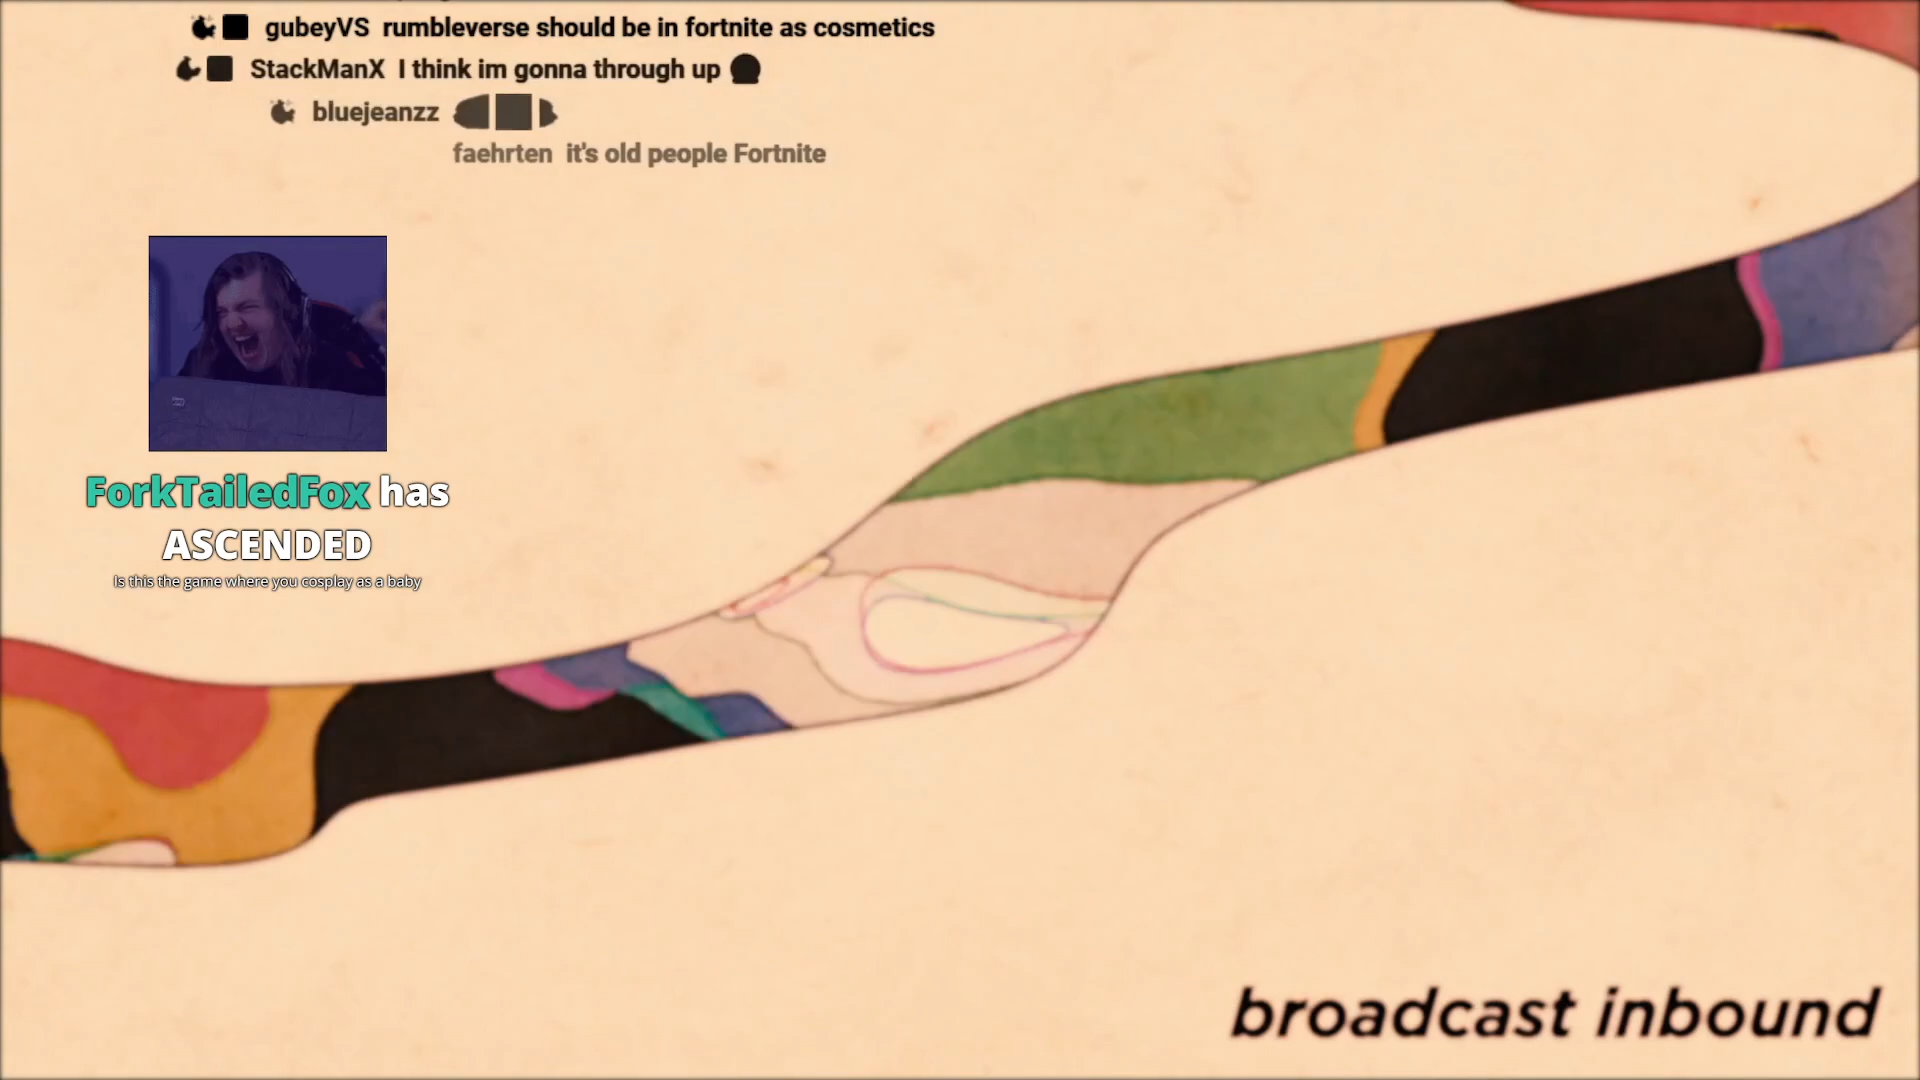 gubeyVS rumbleverse should be in fortnite as cosmetics
StackManX I think im gonna through up
bluejeanzz
faehrten it's old people Fortnite
ForkTailedFox has
ASCENDED
Is this the game where you cosplay as a baby
broadcast inbound